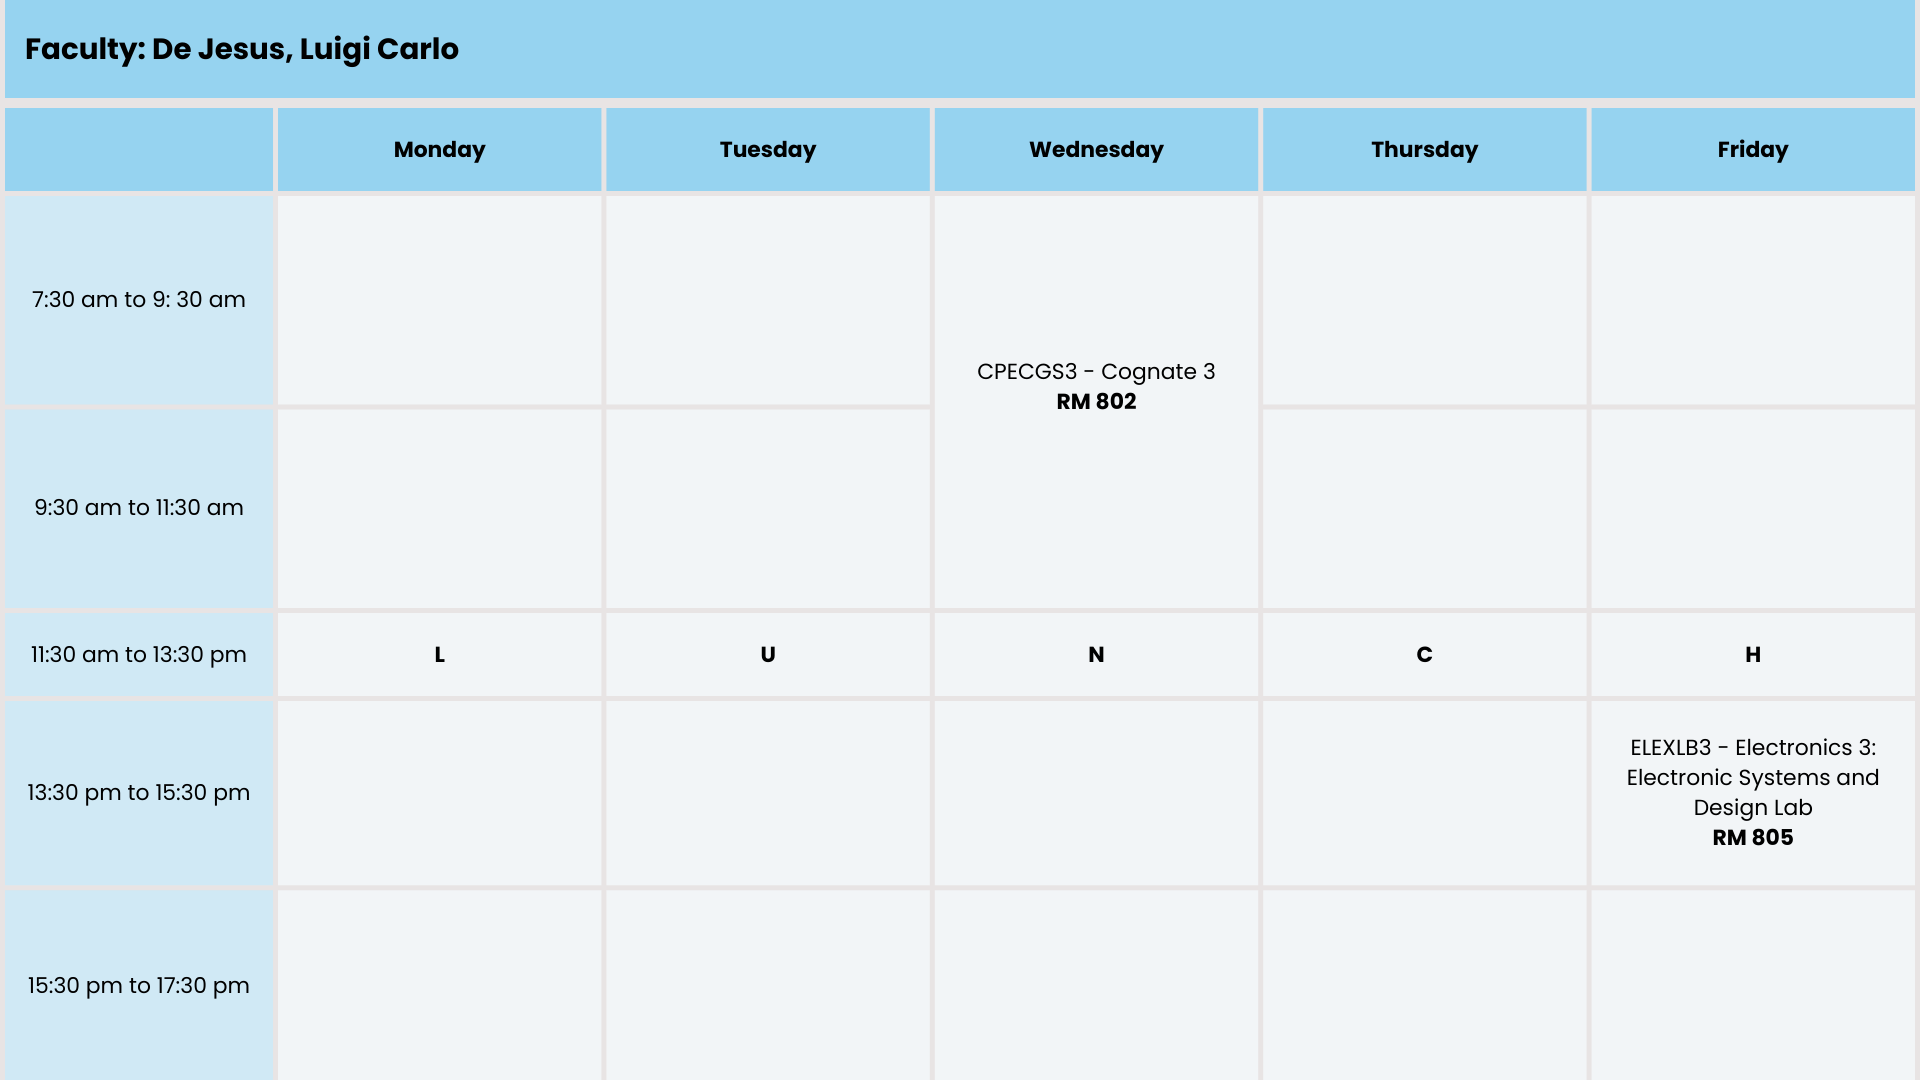 Faculty: De Jesus, Luigi Carlo
Monday
Tuesday
Wednesday
Thursday
Friday
7:30 am to 9: 30 am
CPECGS3 - Cognate 3
RM 802
9:30 am to 11:30 am
11:30 am to 13:30 pm
L
U
N
C
H
13:30 pm to 15:30 pm
ELEXLB3 - Electronics 3:
Electronic Systems and
Design Lab
RM 805
15:30 pm to 17:30 pm